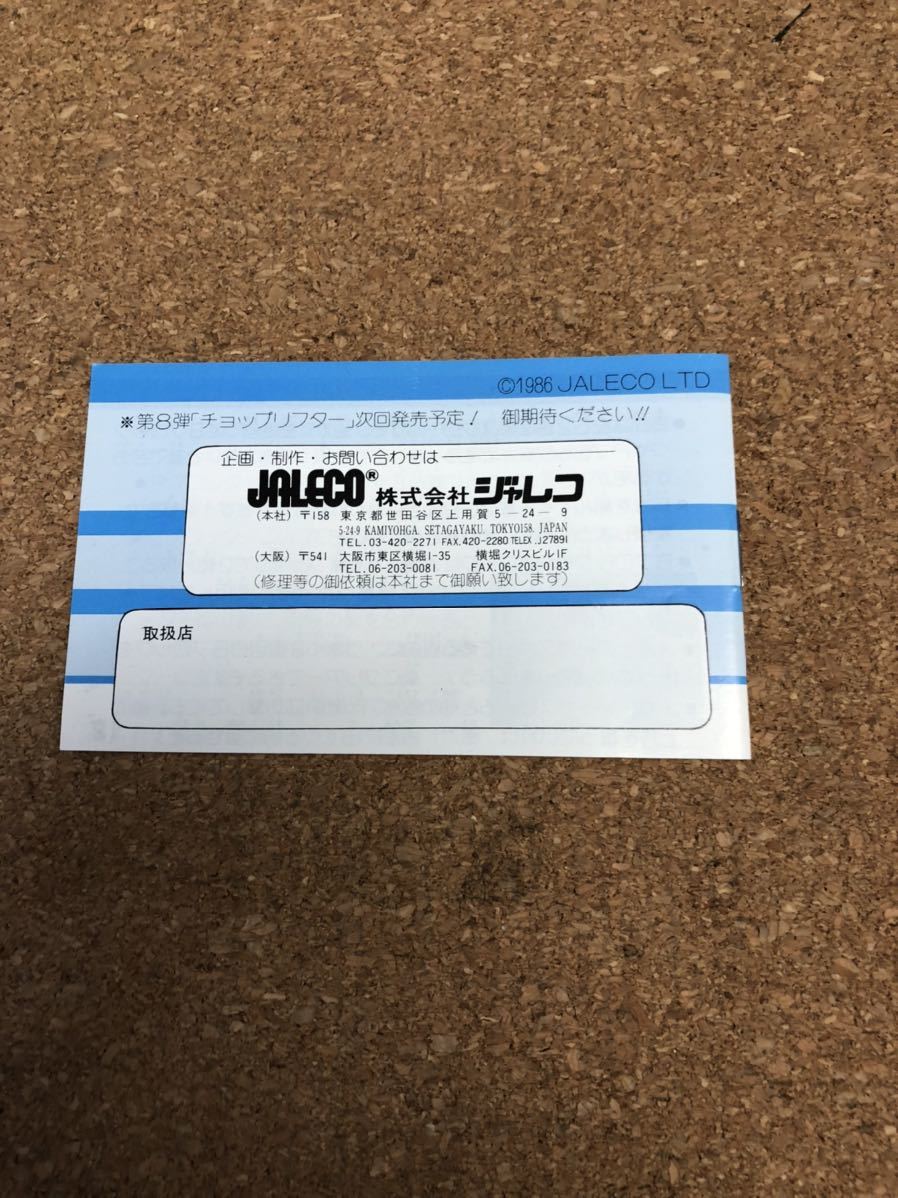 ©1986 JALECO LTD
※第8弾「チョップリフター」次回発売予定! 御期待ください!!
企画・制作・お問い合わせは
JALECO® 株式会社ジャレコ
(本社) 〒158 東京都世田谷区上用賀5-24-9
5-24-9 KAMIYOHGA, SETAGAYAKU, TOKYO158, JAPAN
TEL.03-420-2271 FAX.420-2280 TELEX.J27891
(大阪) 〒541 大阪市東区横堀1-35 横堀クリスビル1F
TEL.06-203-0081 FAX.06-203-0183
(修理等の御依頼は本社まで御願い致します)
取扱店